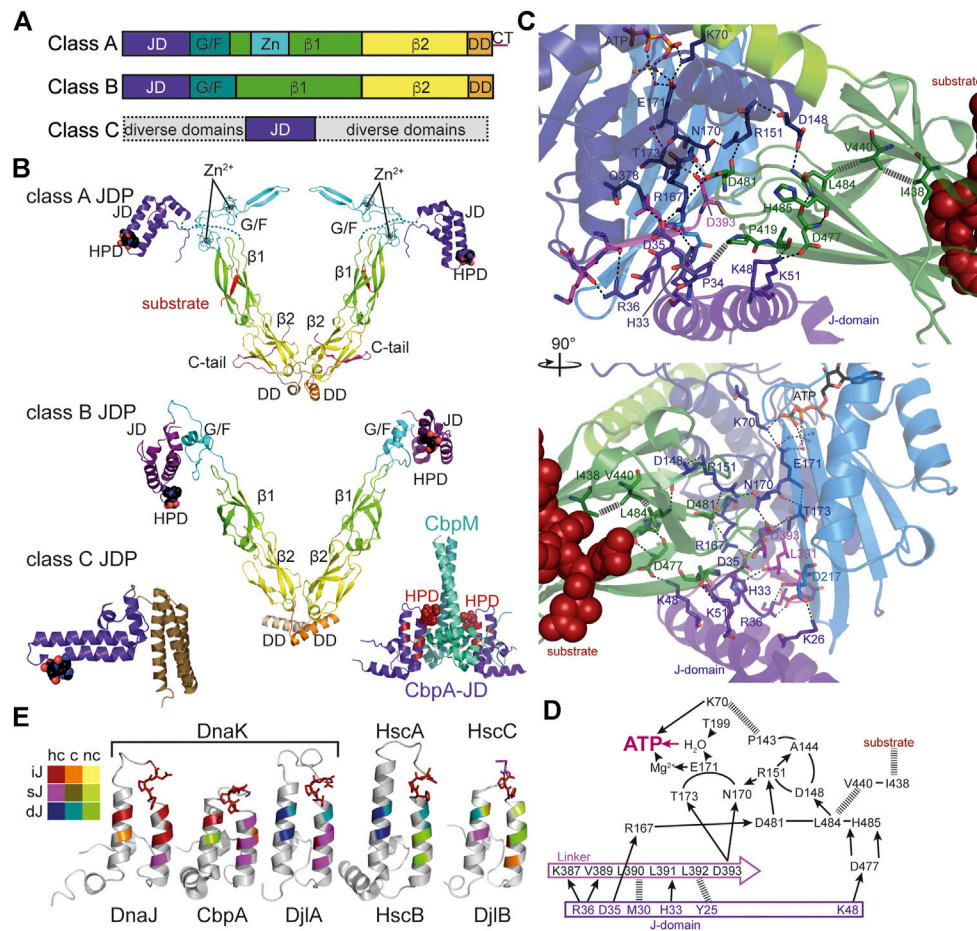 A
Class A JD G/F Zn β1 β2 DD CT
Class B JD G/F β1 β2 DD
Class C diverse domains JD diverse domains
B
class A JDP
Zn2+ Zn2+
JD G/F G/F JD
HPD HPD
β1 β1
substrate
β2 β2
C-tail C-tail
DD DD
class B JDP
JD G/F G/F JD
HPD HPD
β1 β1
β2 β2
DD DD
class C JDP
CbpM
HPD HPD
CbpA-JD
C
ATP K70
substrate
E171
N170 R151 D148
V440
T173
L484 I438
Q378 D481
R167 H485
D393
D35 P419 D477
P34 K48 K51
R36
H33
J-domain
90°
ATP
K70
D148 R151 E171
I438 V440
N170
D481 T173
L484
R167 D393
L391
D35
D477 H33 D217
K48
K51 R36
K26
substrate
J-domain
D
K70
T199
ATP H2O P143
A144 substrate
Mg2+ E171
R151 V440 I438
T173 N170 D148
R167 D481 L484 H485
Linker
K387 V389 L390 L391 L392 D393
D477
R36 D35 M30 H33 Y25 K48
J-domain
E
DnaK HscA HscC
hc c nc
iJ
sJ
dJ
DnaJ CbpA DjlA HscB DjlB